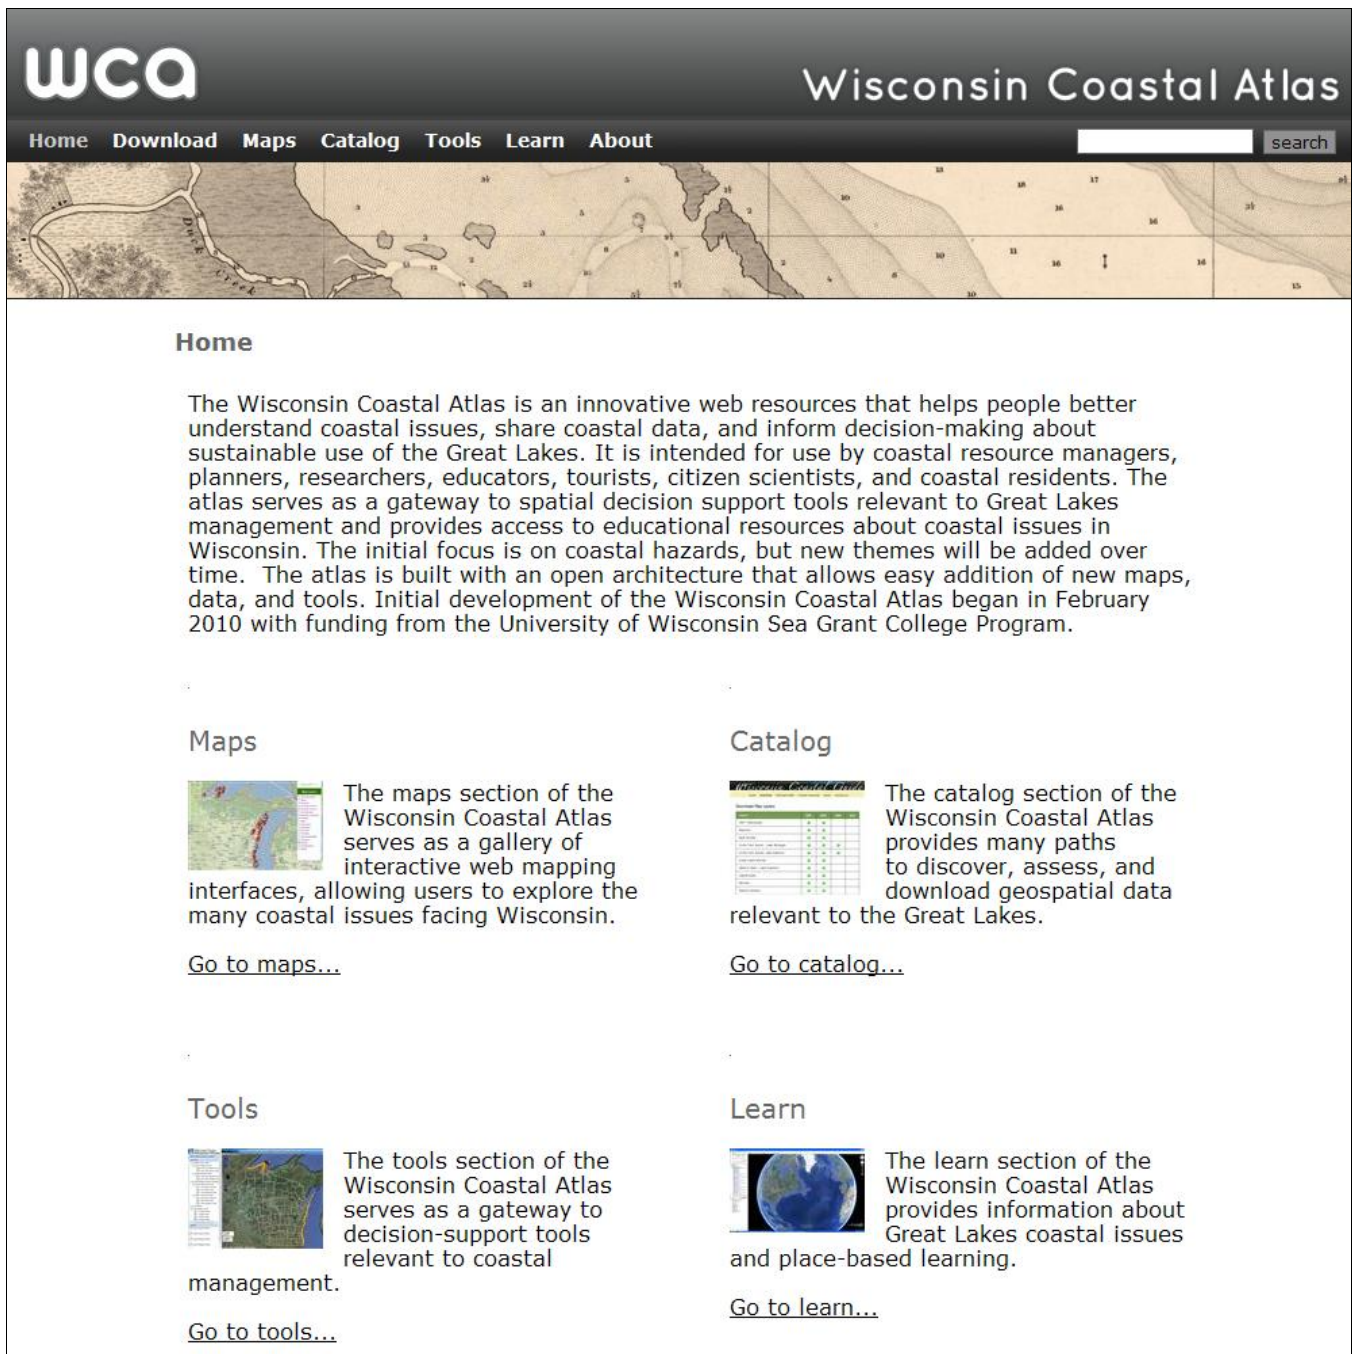 wca
Wisconsin Coastal Atlas
Home Download Maps Catalog Tools Learn About search
Duck Creek
Home
The Wisconsin Coastal Atlas is an innovative web resources that helps people better
understand coastal issues, share coastal data, and inform decision-making about
sustainable use of the Great Lakes. It is intended for use by coastal resource managers,
planners, researchers, educators, tourists, citizen scientists, and coastal residents. The
atlas serves as a gateway to spatial decision support tools relevant to Great Lakes
management and provides access to educational resources about coastal issues in
Wisconsin. The initial focus is on coastal hazards, but new themes will be added over
time.  The atlas is built with an open architecture that allows easy addition of new maps,
data, and tools. Initial development of the Wisconsin Coastal Atlas began in February
2010 with funding from the University of Wisconsin Sea Grant College Program.
Maps
The maps section of the
Wisconsin Coastal Atlas
serves as a gallery of
interactive web mapping
interfaces, allowing users to explore the
many coastal issues facing Wisconsin.
Go to maps...
Catalog
Wisconsin Coastal Guide
The catalog section of the
Wisconsin Coastal Atlas
provides many paths
to discover, assess, and
download geospatial data
relevant to the Great Lakes.
Go to catalog...
Tools
The tools section of the
Wisconsin Coastal Atlas
serves as a gateway to
decision-support tools
relevant to coastal
management.
Go to tools...
Learn
The learn section of the
Wisconsin Coastal Atlas
provides information about
Great Lakes coastal issues
and place-based learning.
Go to learn...